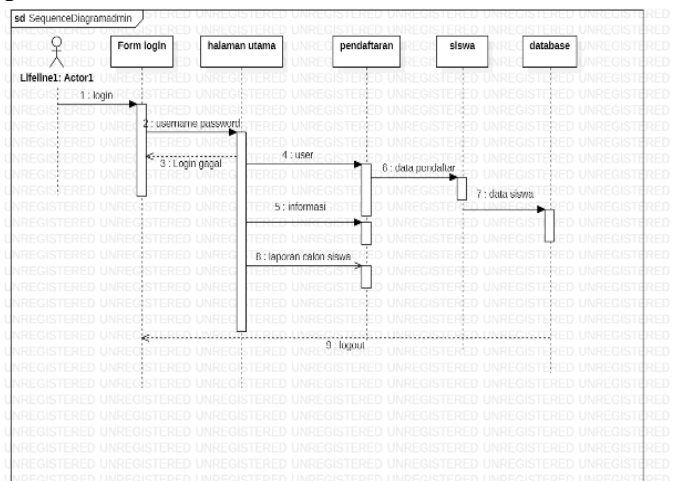 sd SequenceDiagramadmin
Form login
halaman utama
pendaftaran
siswa
database
Lifeline1: Actor1
1 : login
2 : username password
3 : Login gagal
4 : user
6 : data pendaftar
7 : data siswa
5 : informasi
8 : laporan calon siswa
9 : logout
UNREGISTERED